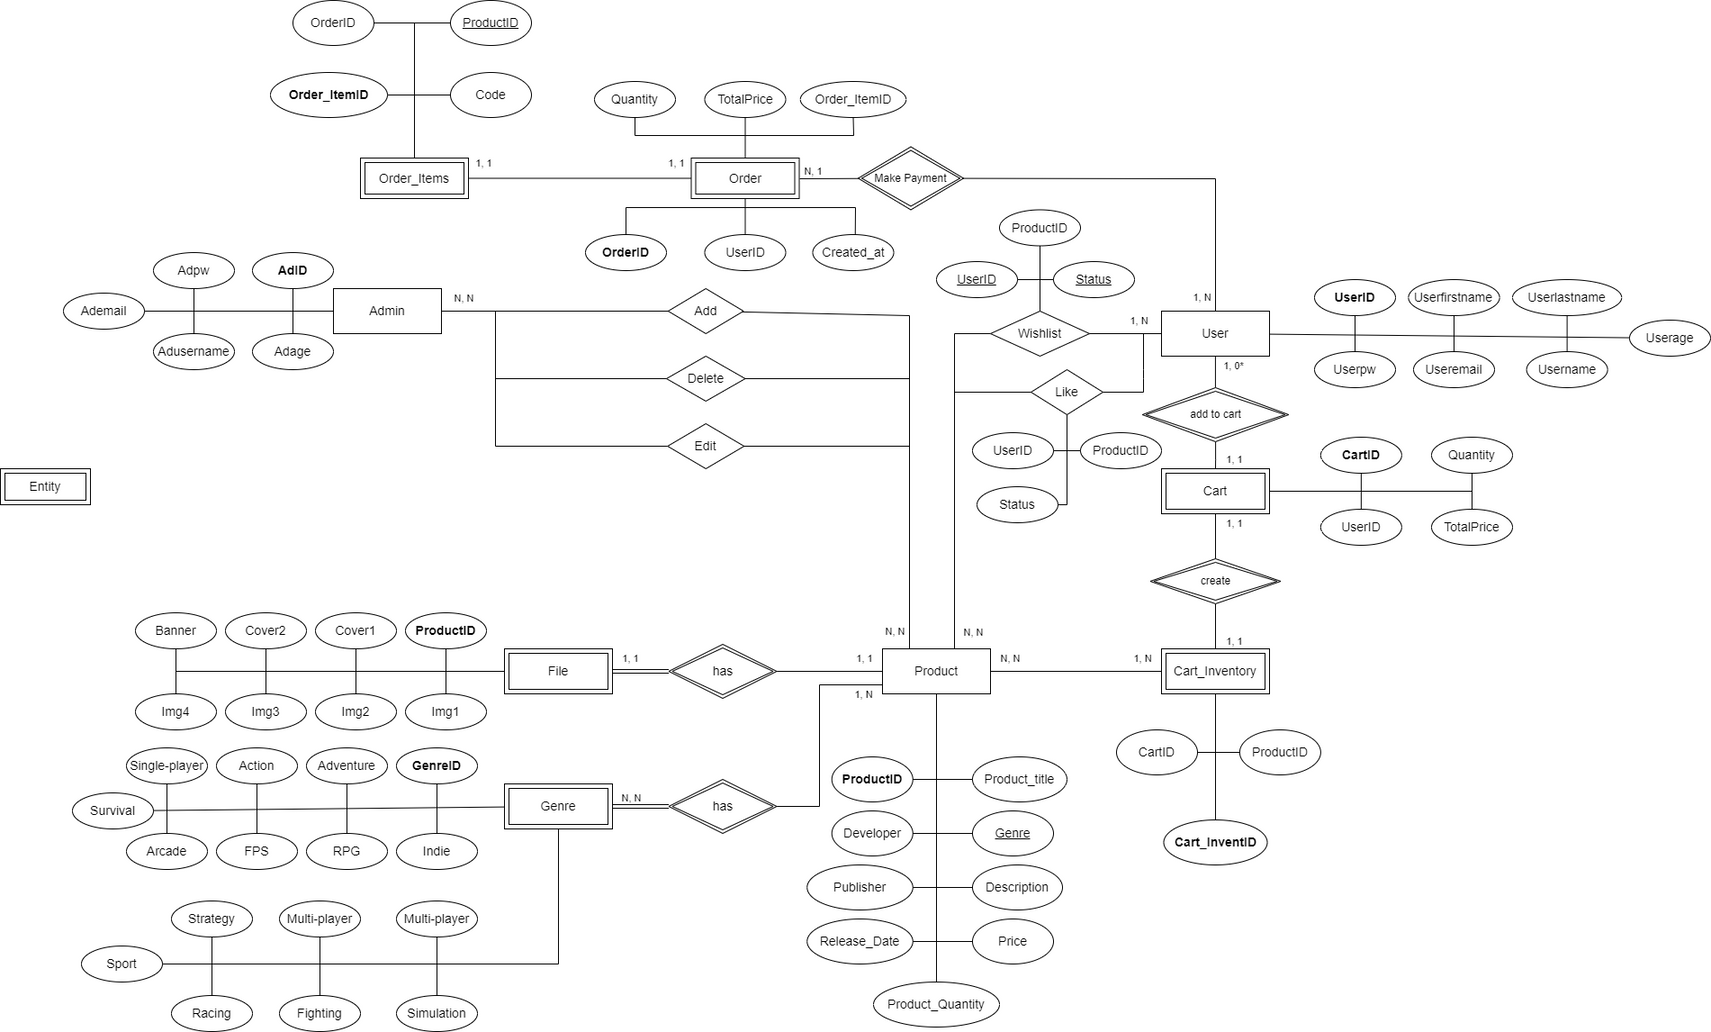 OrderID
ProductID
Order_ItemID
Code
Quantity
TotalPrice
Order_ItemID
Order_Items
1, 1
1, 1
Order
N, 1
Make Payment
OrderID
UserID
Created_at
ProductID
UserID
Status
Adpw
AdID
Ademail
Admin
N, N
Adusername
Adage
Add
Delete
Edit
Wishlist
1, N
1, N
User
UserID
Userfirstname
Userlastname
Userage
Userpw
Useremail
Username
1, 0*
Like
add to cart
UserID
ProductID
Status
1, 1
Cart
1, 1
CartID
Quantity
UserID
TotalPrice
Entity
create
1, 1
Banner
Cover2
Cover1
ProductID
File
1, 1
has
1, 1
N, N
N, N
Product
N, N
1, N
Cart_Inventory
1, N
Img4
Img3
Img2
Img1
Single-player
Action
Adventure
GenreID
Survival
Genre
N, N
has
Arcade
FPS
RPG
Indie
CartID
ProductID
Cart_InventID
ProductID
Product_title
Developer
Genre
Publisher
Description
Release_Date
Price
Product_Quantity
Strategy
Multi-player
Multi-player
Sport
Racing
Fighting
Simulation